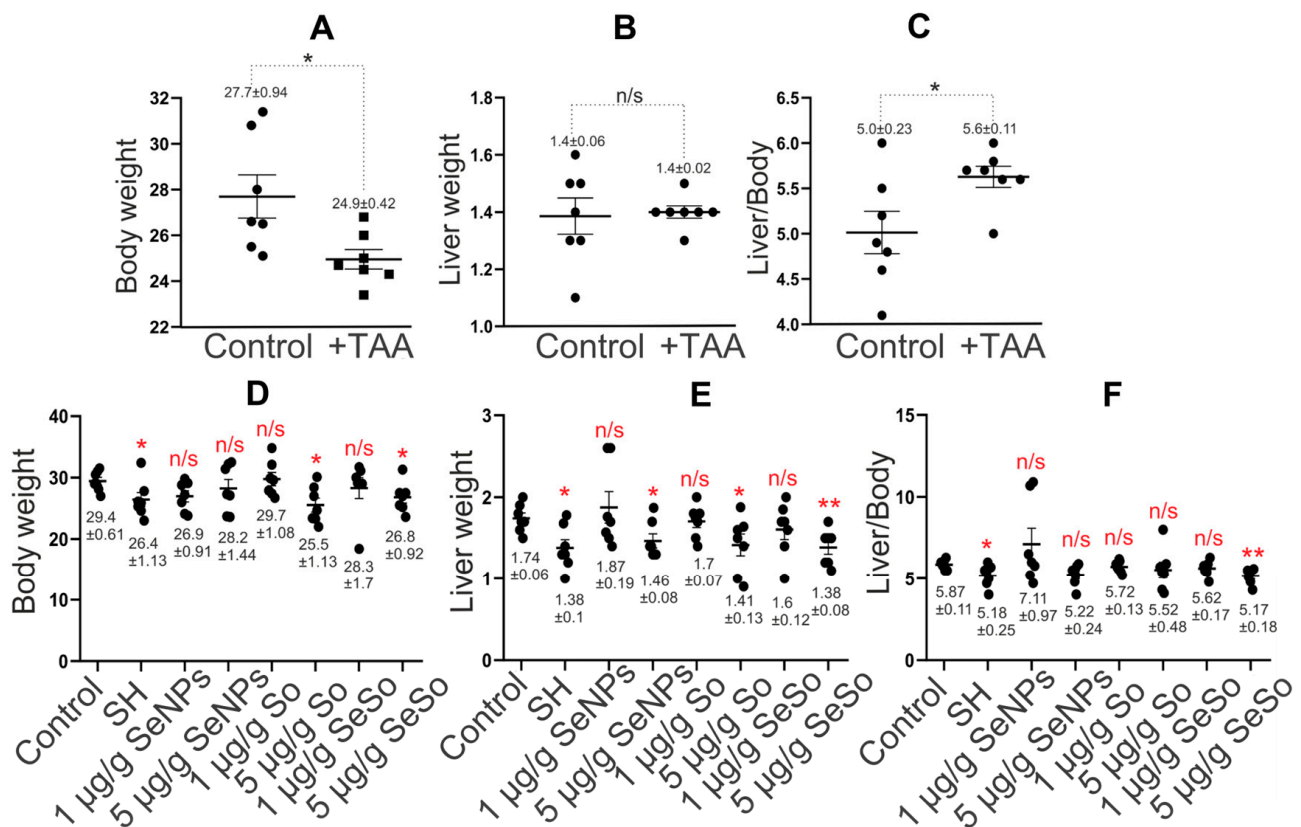 A
B
C
*
n/s
*
27.7±0.94
24.9±0.42
1.4±0.06
1.4±0.02
5.0±0.23
5.6±0.11
Body weight
32
30
28
26
24
22
Control +TAA
Liver weight
1.8
1.6
1.4
1.2
1.0
Control +TAA
Liver/Body
6.5
6.0
5.5
5.0
4.5
4.0
Control +TAA
D
Body weight
40
30
20
10
0
* n/s n/s n/s * n/s *
29.4
±0.61
26.4
±1.13
26.9
±0.91
28.2
±1.44
29.7
±1.08
25.5
±1.13
28.3
±1.7
26.8
±0.92
Control
SH
1 µg/g SeNPs
5 µg/g SeNPs
1 µg/g So
5 µg/g So
1 µg/g SeSo
5 µg/g SeSo
E
Liver weight
3
2
1
0
* n/s * n/s * n/s **
1.74
±0.06
1.38
±0.1
1.87
±0.19
1.46
±0.08
1.7
±0.07
1.41
±0.13
1.6
±0.12
1.38
±0.08
Control
SH
1 µg/g SeNPs
5 µg/g SeNPs
1 µg/g So
5 µg/g So
1 µg/g SeSo
5 µg/g SeSo
F
Liver/Body
15
10
5
0
* n/s n/s n/s n/s n/s **
5.87
±0.11
5.18
±0.25
7.11
±0.97
5.22
±0.24
5.72
±0.13
5.52
±0.48
5.62
±0.17
5.17
±0.18
Control
SH
1 µg/g SeNPs
5 µg/g SeNPs
1 µg/g So
5 µg/g So
1 µg/g SeSo
5 µg/g SeSo